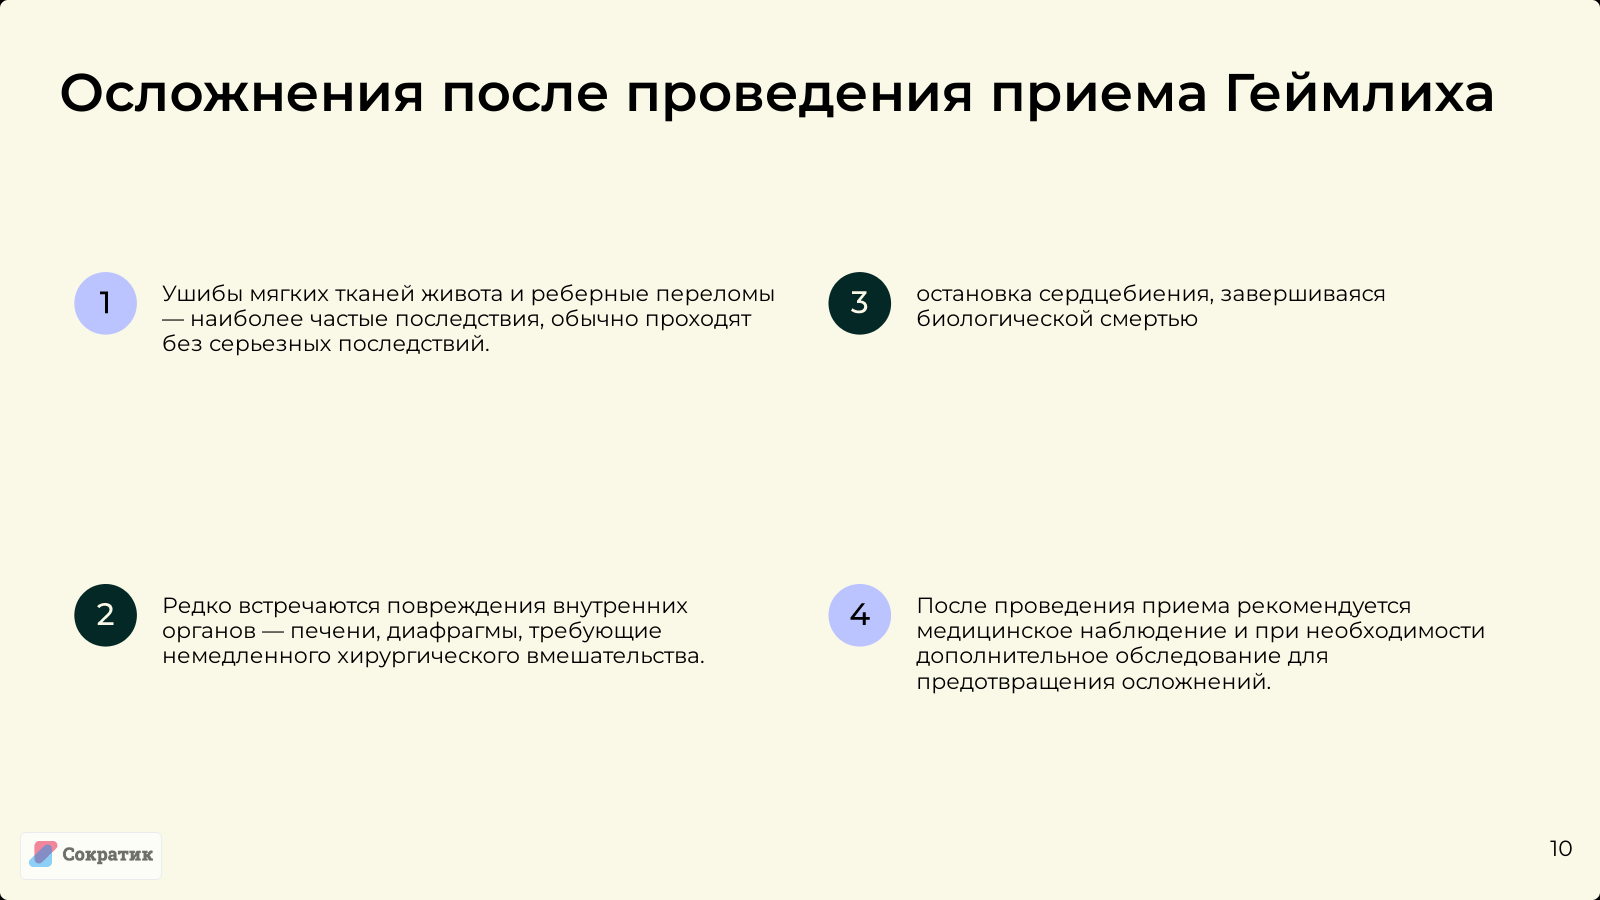 Осложнения после проведения приема Геймлиха
1
Ушибы мягких тканей живота и реберные переломы
— наиболее частые последствия, обычно проходят
без серьезных последствий.
2
Редко встречаются повреждения внутренних
органов — печени, диафрагмы, требующие
немедленного хирургического вмешательства.
3
остановка сердцебиения, завершиваяся
биологической смертью
4
После проведения приема рекомендуется
медицинское наблюдение и при необходимости
дополнительное обследование для
предотвращения осложнений.
Сократик
10